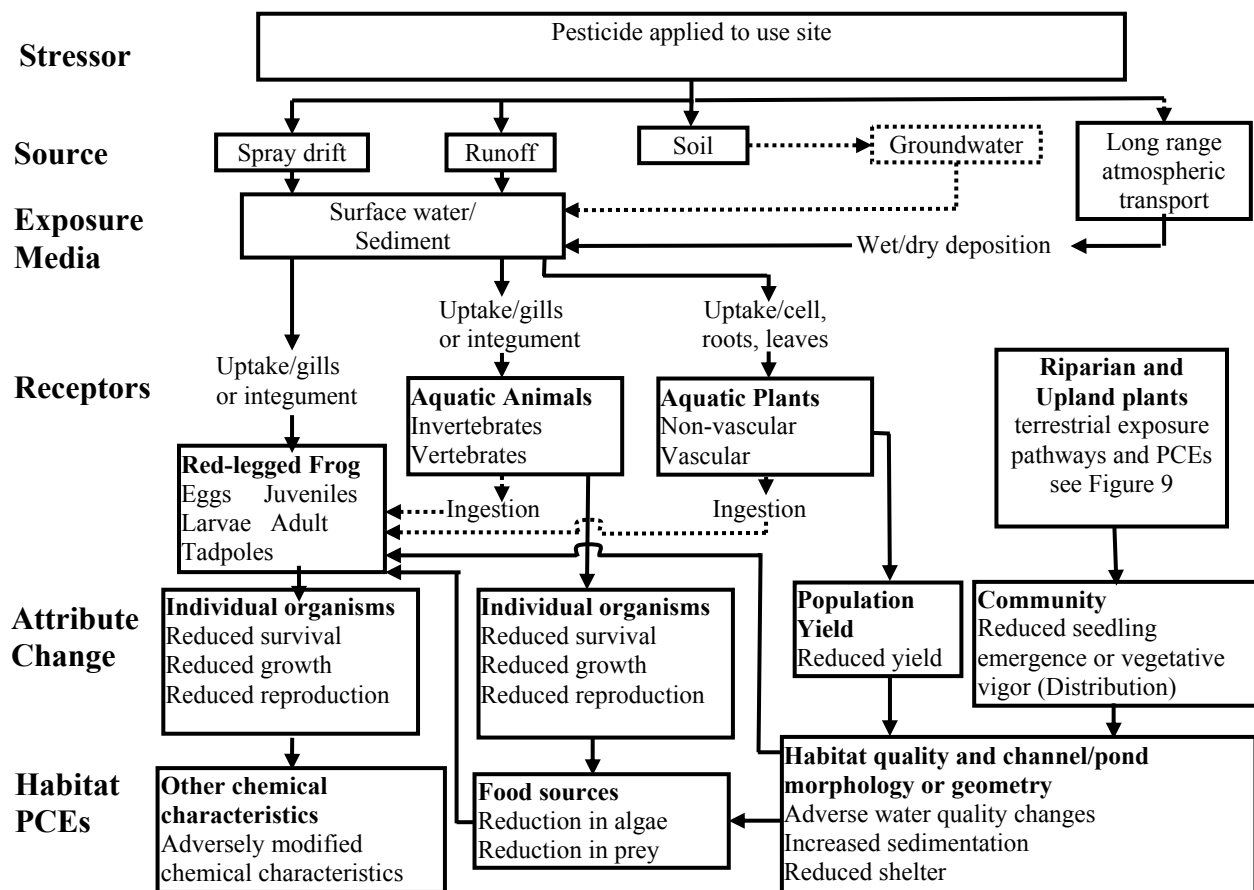 Stressor
Pesticide applied to use site
Source
Spray drift
Runoff
Soil
Groundwater
Long range
atmospheric
transport
Exposure
Media
Surface water/
Sediment
Wet/dry deposition
Uptake/gills
or integument
Uptake/cell,
roots, leaves
Receptors
Uptake/gills
or integument
Aquatic Animals
Invertebrates
Vertebrates
Aquatic Plants
Non-vascular
Vascular
Riparian and
Upland plants
terrestrial exposure
pathways and PCEs
see Figure 9
Red-legged Frog
Eggs Juveniles
Larvae Adult
Tadpoles
Ingestion
Ingestion
Attribute
Change
Individual organisms
Reduced survival
Reduced growth
Reduced reproduction
Individual organisms
Reduced survival
Reduced growth
Reduced reproduction
Population
Yield
Reduced yield
Community
Reduced seedling
emergence or vegetative
vigor (Distribution)
Habitat
PCEs
Other chemical
characteristics
Adversely modified
chemical characteristics
Food sources
Reduction in algae
Reduction in prey
Habitat quality and channel/pond
morphology or geometry
Adverse water quality changes
Increased sedimentation
Reduced shelter